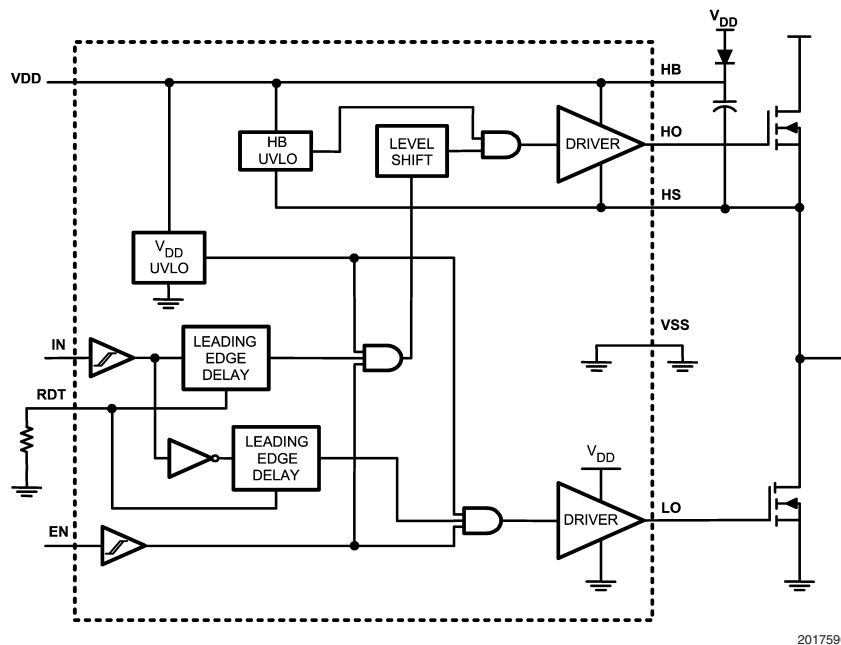 VDD
VDD
HB
HB
UVLO
LEVEL
SHIFT
DRIVER
HO
HS
VDD
UVLO
VSS
IN
LEADING
EDGE
DELAY
RDT
LEADING
EDGE
DELAY
VDD
DRIVER
LO
EN
201759